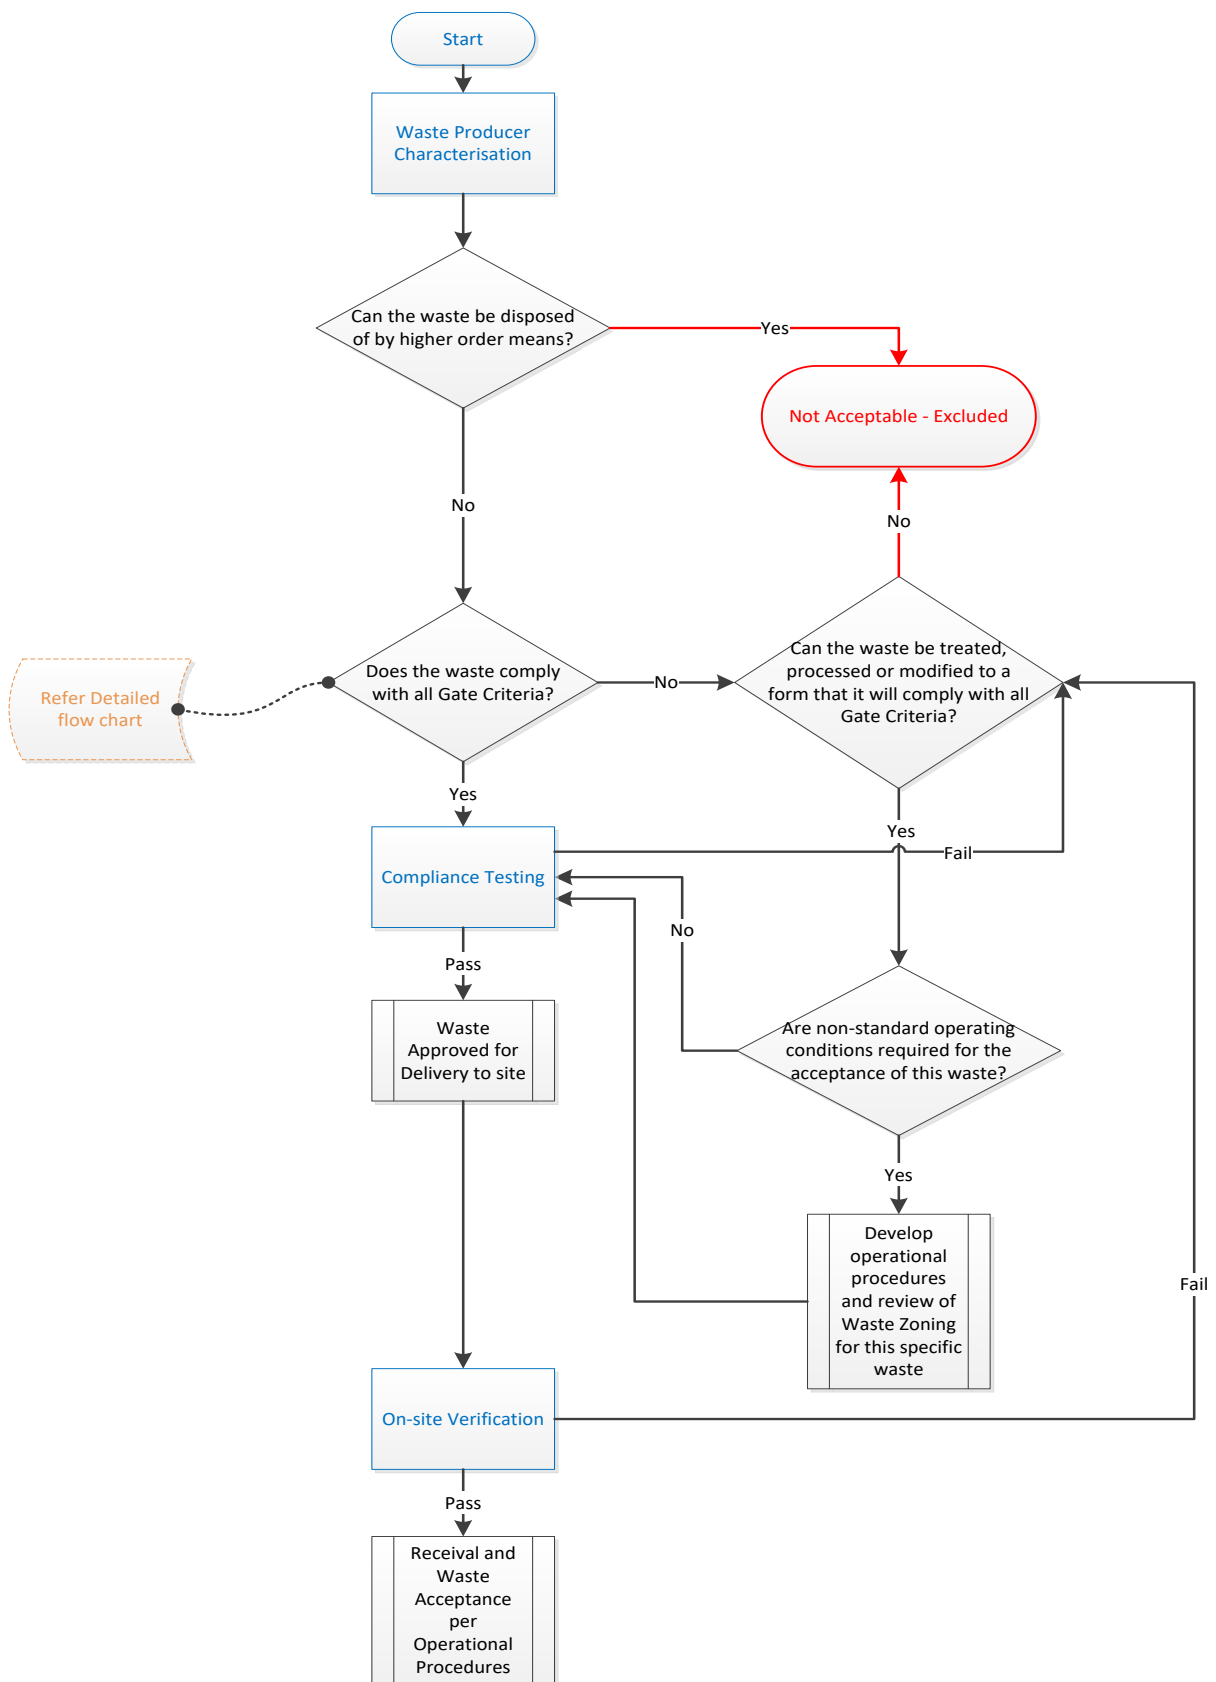 Start
Waste Producer
Characterisation
Can the waste be disposed
of by higher order means?
Yes
Not Acceptable - Excluded
No
No
Does the waste comply
with all Gate Criteria?
No
Can the waste be treated,
processed or modified to a
form that it will comply with all
Gate Criteria?
Refer Detailed
flow chart
Yes
Yes
Fail
Compliance Testing
No
Pass
Waste
Approved for
Delivery to site
Are non-standard operating
conditions required for the
acceptance of this waste?
Yes
Develop
operational
procedures
and review of
Waste Zoning
for this specific
waste
Fail
On-site Verification
Pass
Receival and
Waste
Acceptance
per
Operational
Procedures